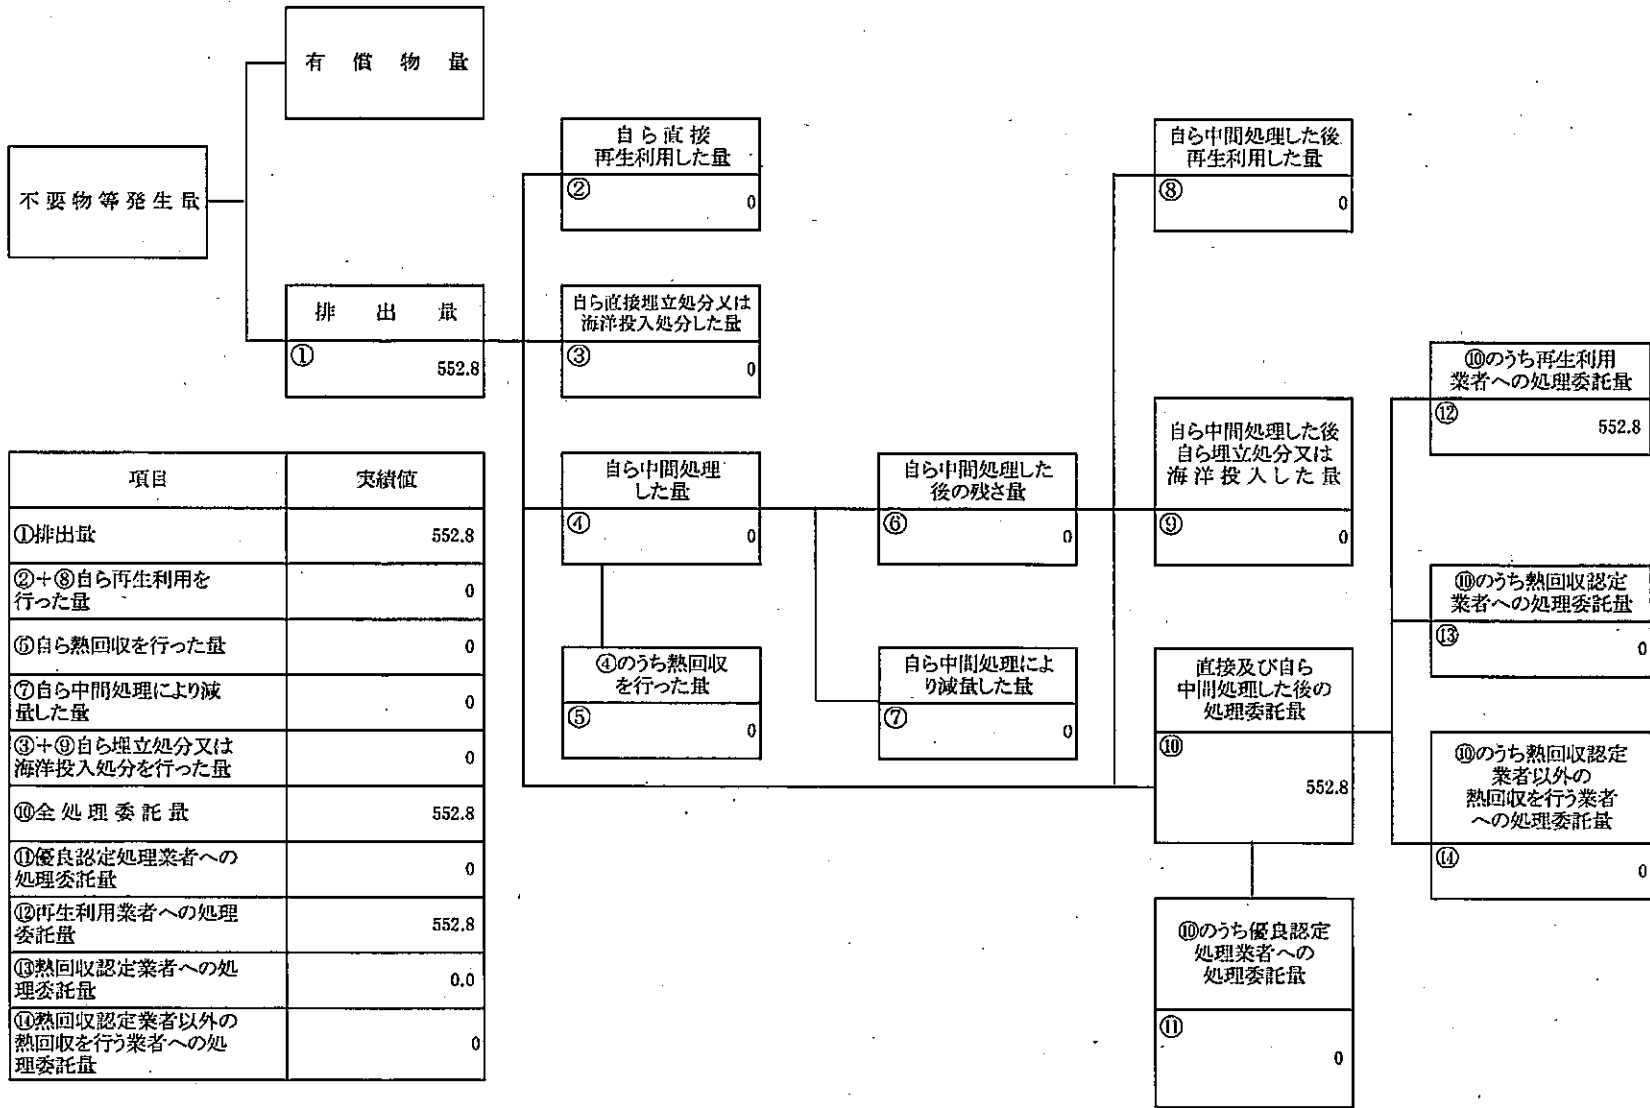 有償物量
不要物等発生量
排出量
①
552.8
自ら直接
再生利用した量
②
0
自ら直接埋立処分又は
海洋投入処分した量
③
0
自ら中間処理
した量
④
0
④のうち熱回収
を行った量
⑤
0
自ら中間処理した
後の残さ量
⑥
0
自ら中間処理によ
り減量した量
⑦
0
自ら中間処理した後
再生利用した量
⑧
0
自ら中間処理した後
自ら埋立処分又は
海洋投入した量
⑨
0
直接及び自ら
中間処理した後の
処理委託量
⑩
552.8
⑩のうち優良認定
処理業者への
処理委託量
⑪
0
⑩のうち再生利用
業者への処理委託量
⑫
552.8
⑩のうち熱回収認定
業者への処理委託量
⑬
0
⑩のうち熱回収認定
業者以外の
熱回収を行う業者
への処理委託量
⑭
0
項目 実績値
①排出量 552.8
②+⑧自ら再生利用を
行った量 0
⑤自ら熱回収を行った量 0
⑦自ら中間処理により減
量した量 0
③+⑨自ら埋立処分又は
海洋投入処分を行った量 0
⑩全処理委託量 552.8
⑪優良認定処理業者への
処理委託量 0
⑫再生利用業者への処理
委託量 552.8
⑬熱回収認定業者への処
理委託量 0.0
⑭熱回収認定業者以外の
熱回収を行う業者への処
理委託量 0